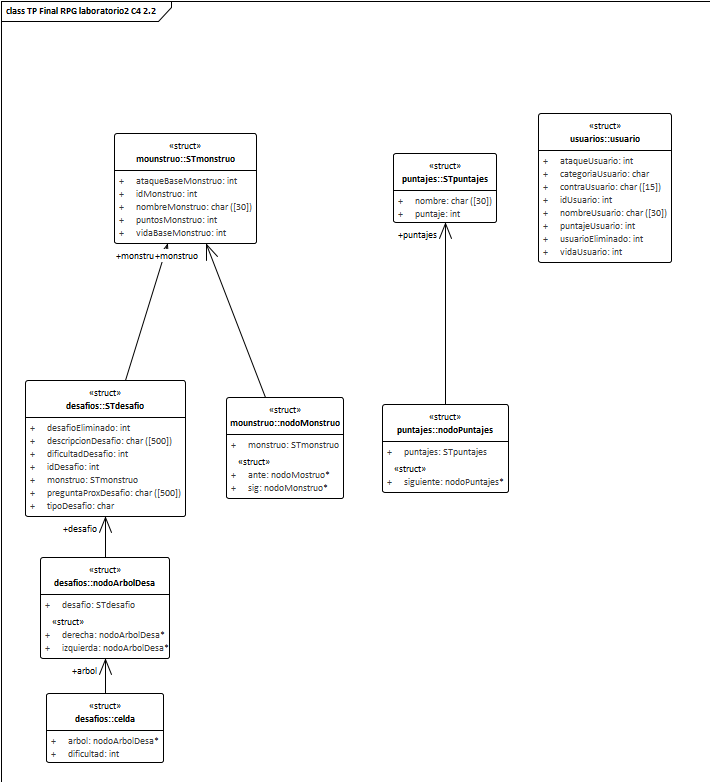 class TP Final RPG laboratorio2 C4 2.2
«struct»
mounstruo::STmonstruo
+ ataqueBaseMonstruo: int
+ idMonstruo: int
+ nombreMonstruo: char ([30])
+ puntosMonstruo: int
+ vidaBaseMonstruo: int
«struct»
puntajes::STpuntajes
+ nombre: char ([30])
+ puntaje: int
«struct»
usuarios::usuario
+ ataqueUsuario: int
+ categoriaUsuario: char
+ contraUsuario: char ([15])
+ idUsuario: int
+ nombreUsuario: char ([30])
+ puntajeUsuario: int
+ usuarioEliminado: int
+ vidaUsuario: int
+monstru +monstruo
+puntajes
«struct»
desafios::STdesafio
+ desafioEliminado: int
+ descripcionDesafio: char ([500])
+ dificultadDesafio: int
+ idDesafio: int
+ monstruo: STmonstruo
+ preguntaProxDesafio: char ([500])
+ tipoDesafio: char
«struct»
mounstruo::nodoMonstruo
+ monstruo: STmonstruo
«struct»
+ ante: nodoMostruo*
+ sig: nodoMonstruo*
«struct»
puntajes::nodoPuntajes
+ puntajes: STpuntajes
«struct»
+ siguiente: nodoPuntajes*
+desafio
«struct»
desafios::nodoArbolDesa
+ desafio: STdesafio
«struct»
+ derecha: nodoArbolDesa*
+ izquierda: nodoArbolDesa*
+arbol
«struct»
desafios::celda
+ arbol: nodoArbolDesa*
+ dificultad: int